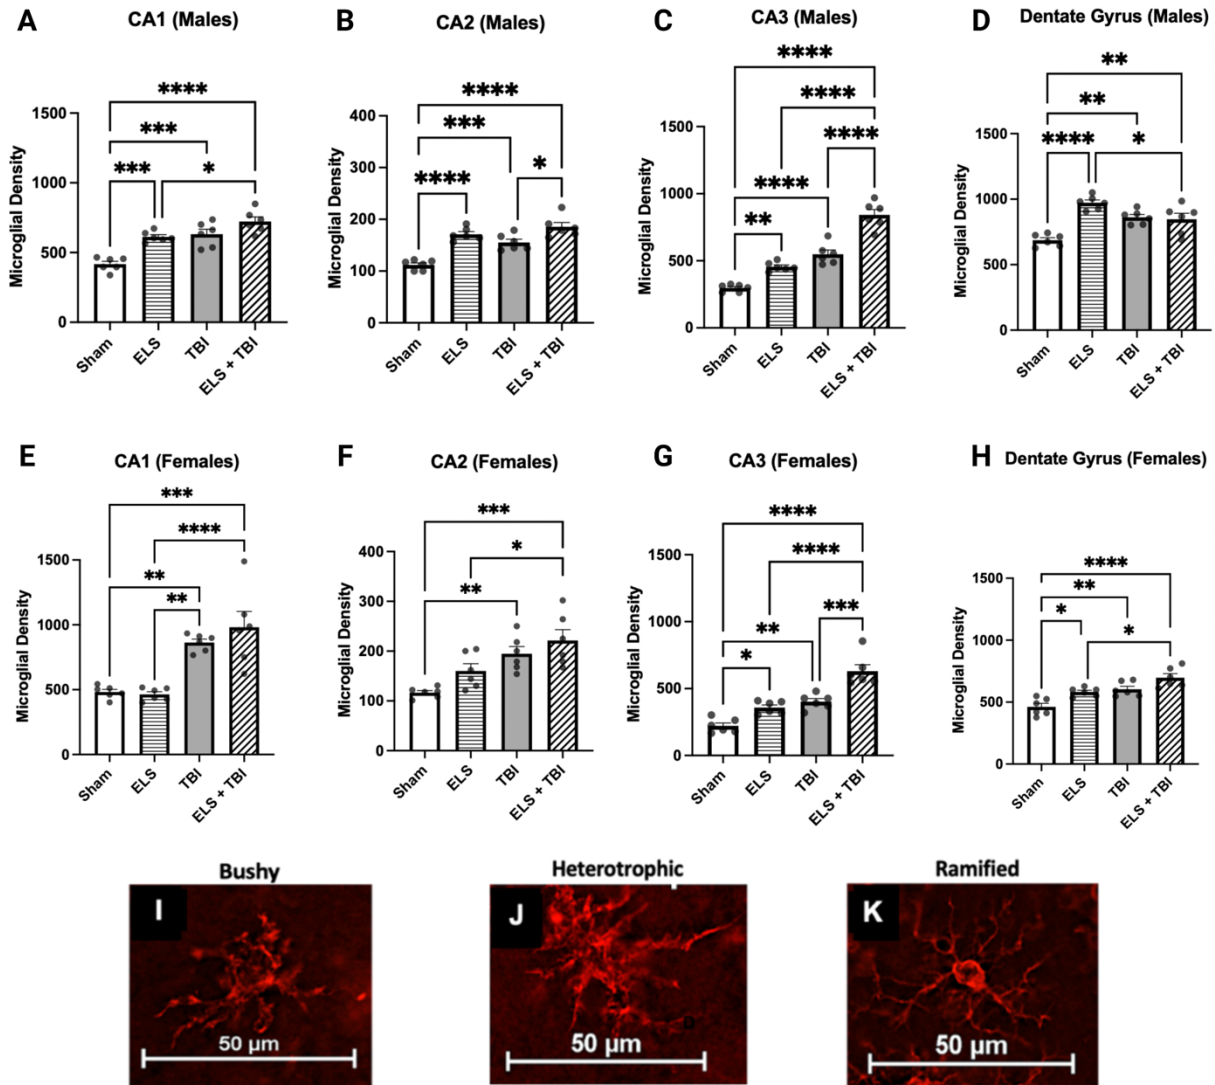 A
CA1 (Males)
Microglial Density
1500
1000
500
0
****
***
***
*
Sham
ELS
TBI
ELS + TBI
B
CA2 (Males)
Microglial Density
400
300
200
100
0
****
***
*
****
Sham
ELS
TBI
ELS + TBI
C
CA3 (Males)
Microglial Density
1500
1000
500
0
****
****
****
****
**
Sham
ELS
TBI
ELS + TBI
D
Dentate Gyrus (Males)
Microglial Density
1500
1000
500
0
**
**
****
*
Sham
ELS
TBI
ELS + TBI
E
CA1 (Females)
Microglial Density
1500
1000
500
0
***
****
**
**
Sham
ELS
TBI
ELS + TBI
F
CA2 (Females)
Microglial Density
400
300
200
100
0
***
*
**
Sham
ELS
TBI
ELS + TBI
G
CA3 (Females)
Microglial Density
1500
1000
500
0
****
****
***
**
*
Sham
ELS
TBI
ELS + TBI
H
Dentate Gyrus (Females)
Microglial Density
1500
1000
500
0
****
**
*
*
Sham
ELS
TBI
ELS + TBI
Bushy
I
50 μm
Heterotrophic
J
50 μm
Ramified
K
50 μm